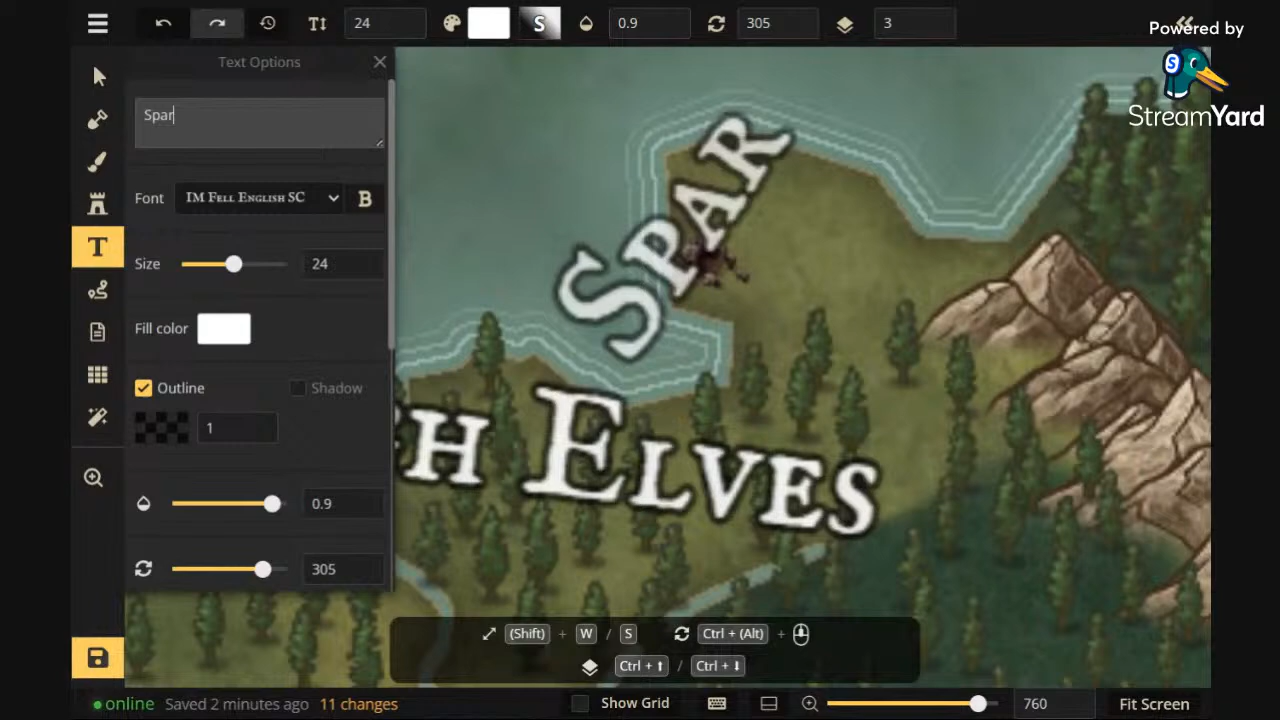 24
S
0.9
305
3
Powered by
StreamYard
Text Options
Spar
Font IM Fell English SC B
Size 24
Fill color
Outline Shadow
1
0.9
305
T
Spar
H Elves
(Shift) + W / S Ctrl + (Alt) +
Ctrl + ⬆ / Ctrl + ⬇
online Saved 2 minutes ago 11 changes
Show Grid
760
Fit Screen